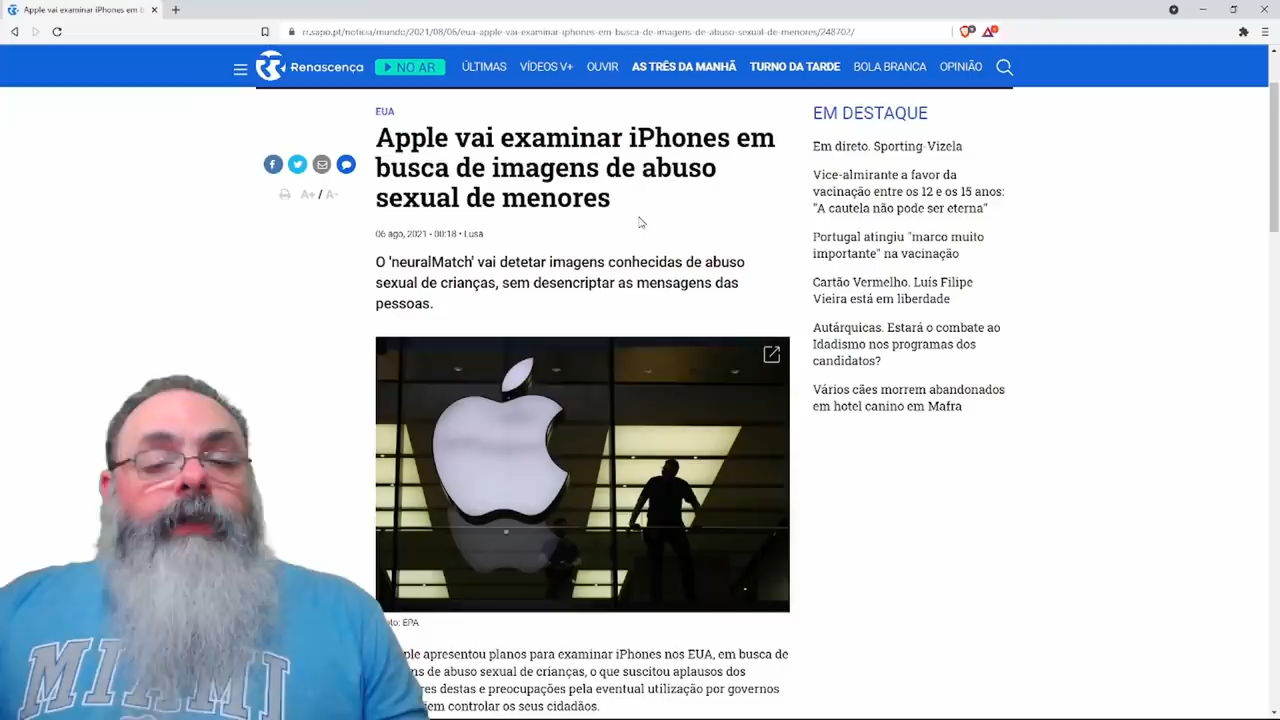 Apple vai examinar iPhones em b
rr.sapo.pt/noticia/mundo/2021/08/06/eua-apple-vai-examinar-iphones-em-busca-de-imagens-de-abuso-sexual-de-menores/248702/
Renascença
NO AR
ÚLTIMAS
VÍDEOS V+
OUVIR
AS TRÊS DA MANHÃ
TURNO DA TARDE
BOLA BRANCA
OPINIÃO
EUA
Apple vai examinar iPhones em
busca de imagens de abuso
sexual de menores
A+ / A-
06 ago, 2021 - 00:18 • Lusa
O 'neuralMatch' vai detetar imagens conhecidas de abuso
sexual de crianças, sem desencriptar as mensagens das
pessoas.
EPA
planos para examinar iPhones nos EUA, em busca de
de abuso sexual de crianças, o que suscitou aplausos dos
destas e preocupações pela eventual utilização por governos
controlar os seus cidadãos.
EM DESTAQUE
Em direto. Sporting-Vizela
Vice-almirante a favor da
vacinação entre os 12 e os 15 anos:
"A cautela não pode ser eterna"
Portugal atingiu "marco muito
importante" na vacinação
Cartão Vermelho. Luís Filipe
Vieira está em liberdade
Autárquicas. Estará o combate ao
Idadismo nos programas dos
candidatos?
Vários cães morrem abandonados
em hotel canino em Mafra
MIAMI